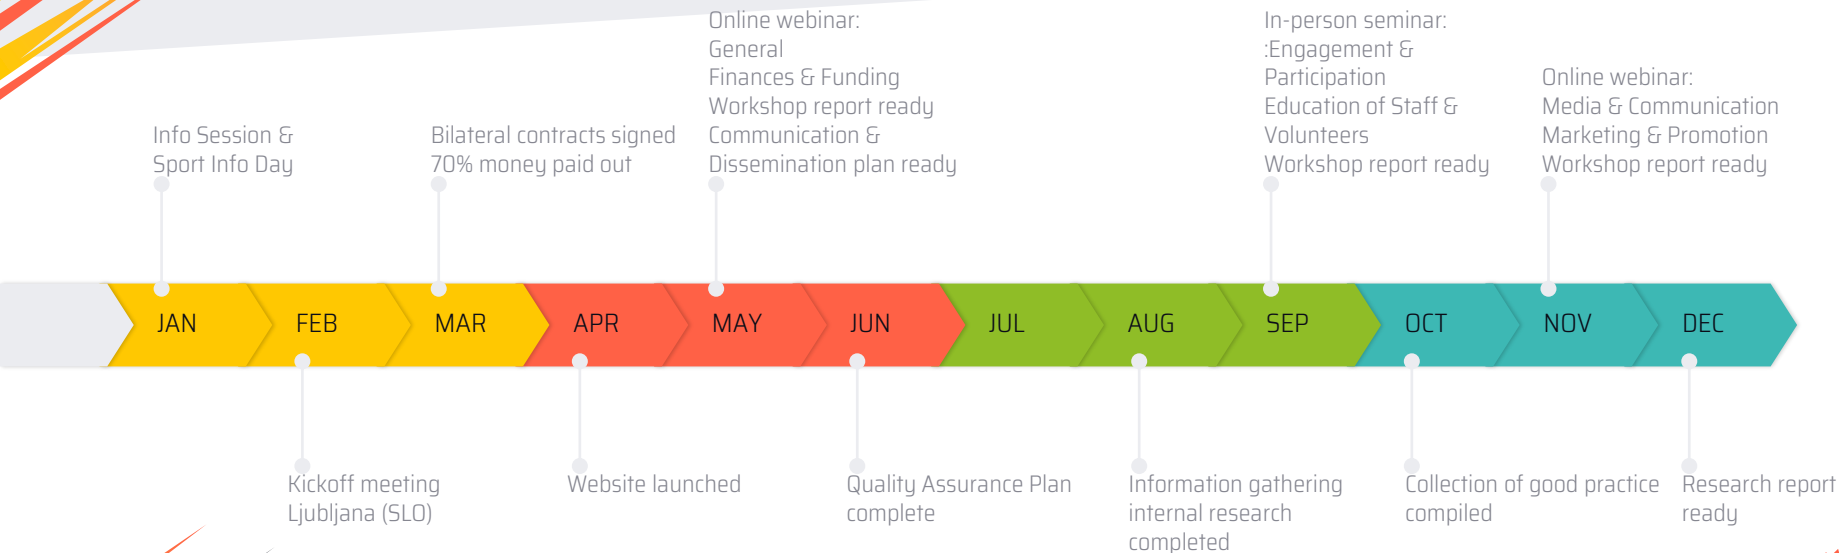 Online webinar:
General
Finances & Funding
Workshop report ready
Communication &
Dissemination plan ready
In-person seminar:
:Engagement &
Participation
Education of Staff &
Volunteers
Workshop report ready
Online webinar:
Media & Communication
Marketing & Promotion
Workshop report ready
Info Session &
Sport Info Day
Bilateral contracts signed
70% money paid out
JAN
FEB
MAR
APR
MAY
JUN
JUL
AUG
SEP
OCT
NOV
DEC
Kickoff meeting
Ljubljana (SLO)
Website launched
Quality Assurance Plan
complete
Information gathering
internal research
completed
Collection of good practice
compiled
Research report
ready